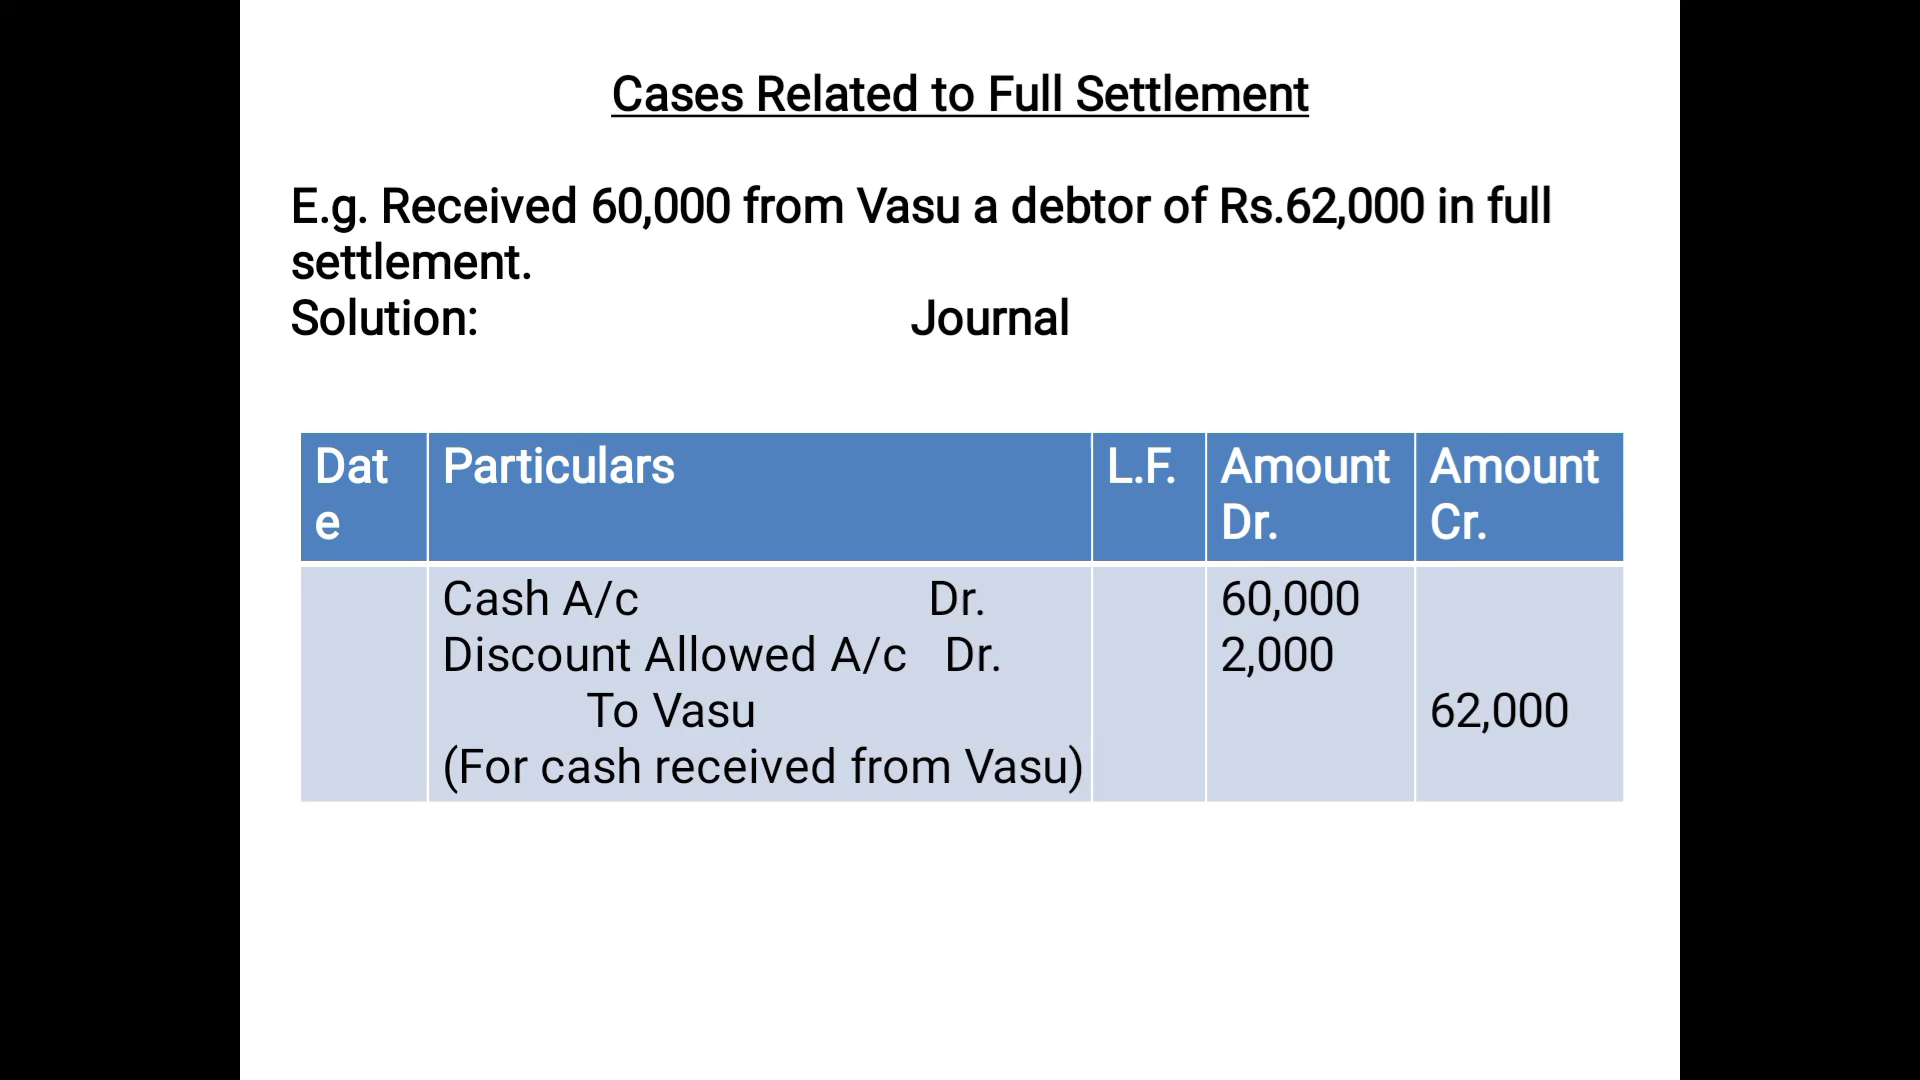 Cases Related to Full Settlement
E.g. Received 60,000 from Vasu a debtor of Rs.62,000 in full
settlement.
Solution: Journal
Dat Particulars L.F. Amount Amount
e Dr. Cr.
Cash A/c Dr. 60,000
Discount Allowed A/c Dr. 2,000
To Vasu 62,000
(For cash received from Vasu)